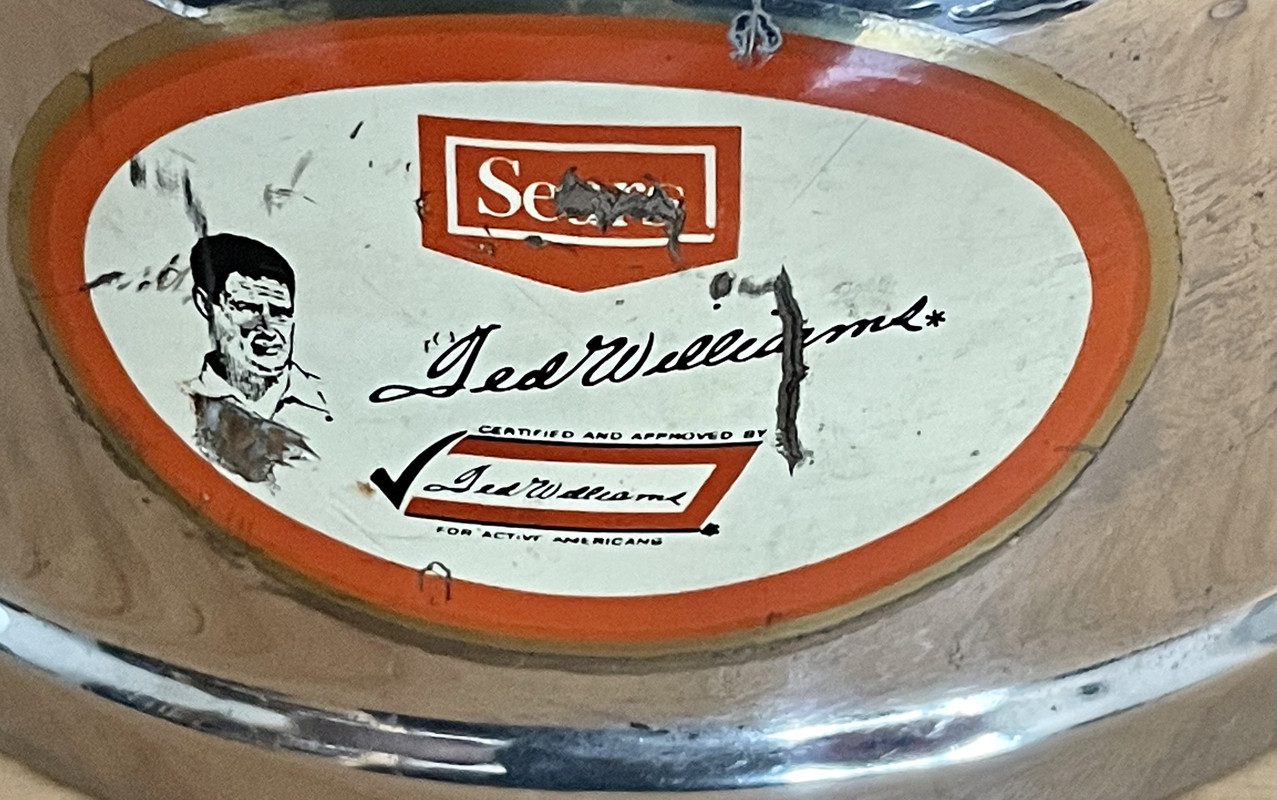 Sears
Ted Williams*
CERTIFIED AND APPROVED BY
Ted Williams
*
FOR ACTIVE AMERICANS